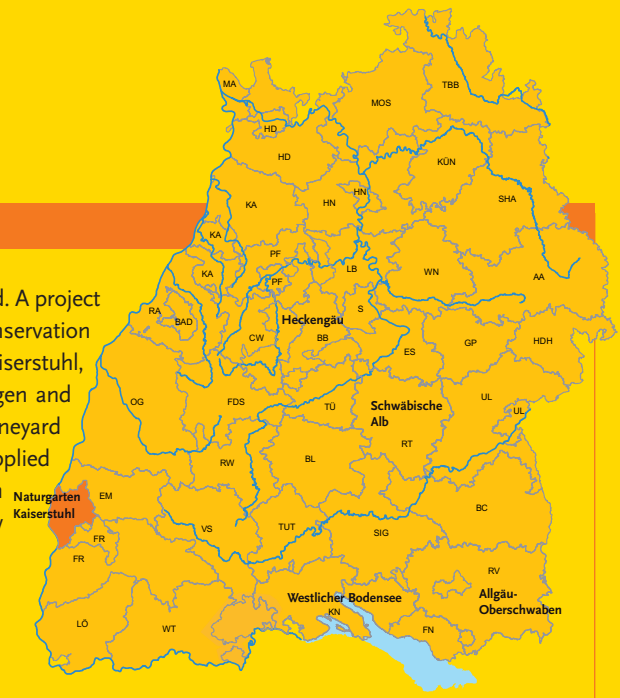 d. A project
nservation
iserstuhl,
gen and
neyard
pplied
Naturgarten
Kaiserstuhl
MA
HD
HD
MOS
TBB
KÜN
KA
HN
HN
SHA
KA
KA
PF
PF
LB
WN
AA
RA
BAD
CW
Heckengäu
BB
S
ES
GP
HDH
OG
FDS
TÜ
Schwäbische
Alb
RT
UL
UL
RW
BL
EM
FR
FR
VS
TUT
SIG
BC
RV
Allgäu-
Oberschwaben
Westlicher Bodensee
KN
FN
LÖ
WT